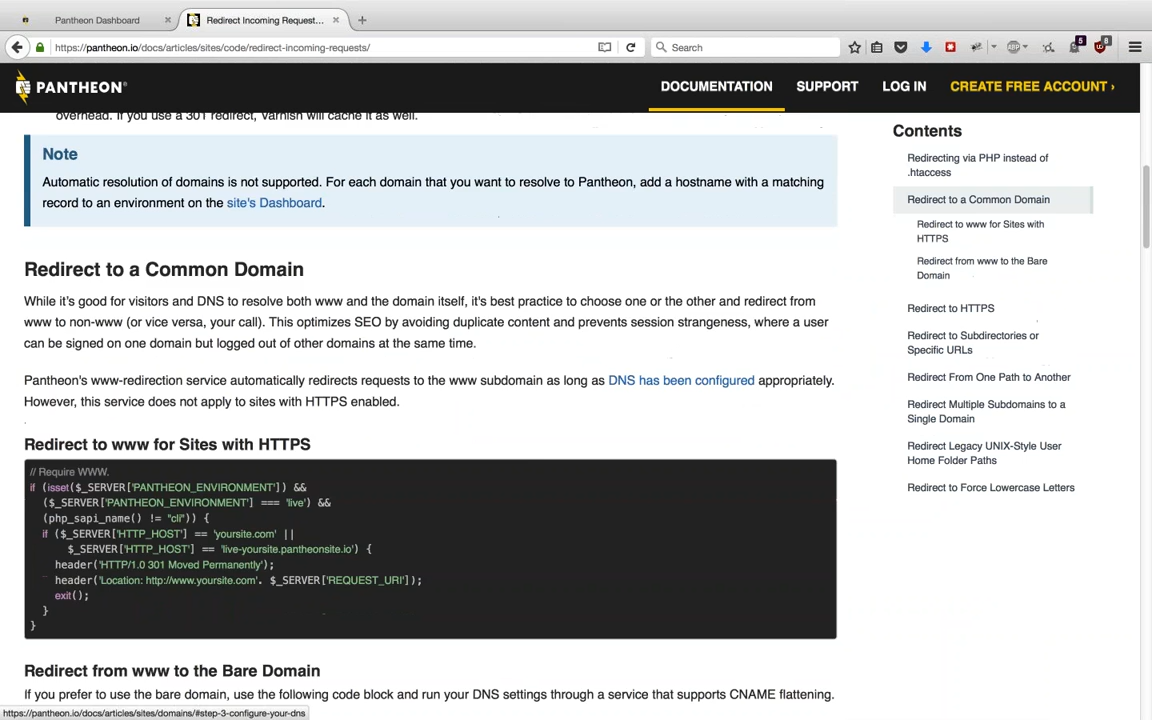 Pantheon Dashboard
Redirect Incoming Request...
https://pantheon.io/docs/articles/sites/code/redirect-incoming-requests/
Search
5
8
ABP
PANTHEON®
DOCUMENTATION
SUPPORT
LOG IN
CREATE FREE ACCOUNT ›
overhead. If you use a 301 redirect, Varnish will cache it as well.
Note
Automatic resolution of domains is not supported. For each domain that you want to resolve to Pantheon, add a hostname with a matching
record to an environment on the site's Dashboard.
Redirect to a Common Domain
While it's good for visitors and DNS to resolve both www and the domain itself, it's best practice to choose one or the other and redirect from
www to non-www (or vice versa, your call). This optimizes SEO by avoiding duplicate content and prevents session strangeness, where a user
can be signed on one domain but logged out of other domains at the same time.
Pantheon's www-redirection service automatically redirects requests to the www subdomain as long as DNS has been configured appropriately.
However, this service does not apply to sites with HTTPS enabled.
Redirect to www for Sites with HTTPS
// Require WWW.
if (isset($_SERVER['PANTHEON_ENVIRONMENT']) &&
($_SERVER['PANTHEON_ENVIRONMENT'] === 'live') &&
(php_sapi_name() != "cli")) {
if ($_SERVER['HTTP_HOST'] == 'yoursite.com' ||
$_SERVER['HTTP_HOST'] == 'live-yoursite.pantheonsite.io') {
header('HTTP/1.0 301 Moved Permanently');
header('Location: http://www.yoursite.com'. $_SERVER['REQUEST_URI']);
exit();
}
}
Redirect from www to the Bare Domain
If you prefer to use the bare domain, use the following code block and run your DNS settings through a service that supports CNAME flattening.
https://pantheon.io/docs/articles/sites/domains/#step-3-configure-your-dns
Contents
Redirecting via PHP instead of
.htaccess
Redirect to a Common Domain
Redirect to www for Sites with
HTTPS
Redirect from www to the Bare
Domain
Redirect to HTTPS
Redirect to Subdirectories or
Specific URLs
Redirect From One Path to Another
Redirect Multiple Subdomains to a
Single Domain
Redirect Legacy UNIX-Style User
Home Folder Paths
Redirect to Force Lowercase Letters